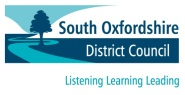 South Oxfordshire
District Council
Listening Learning Leading